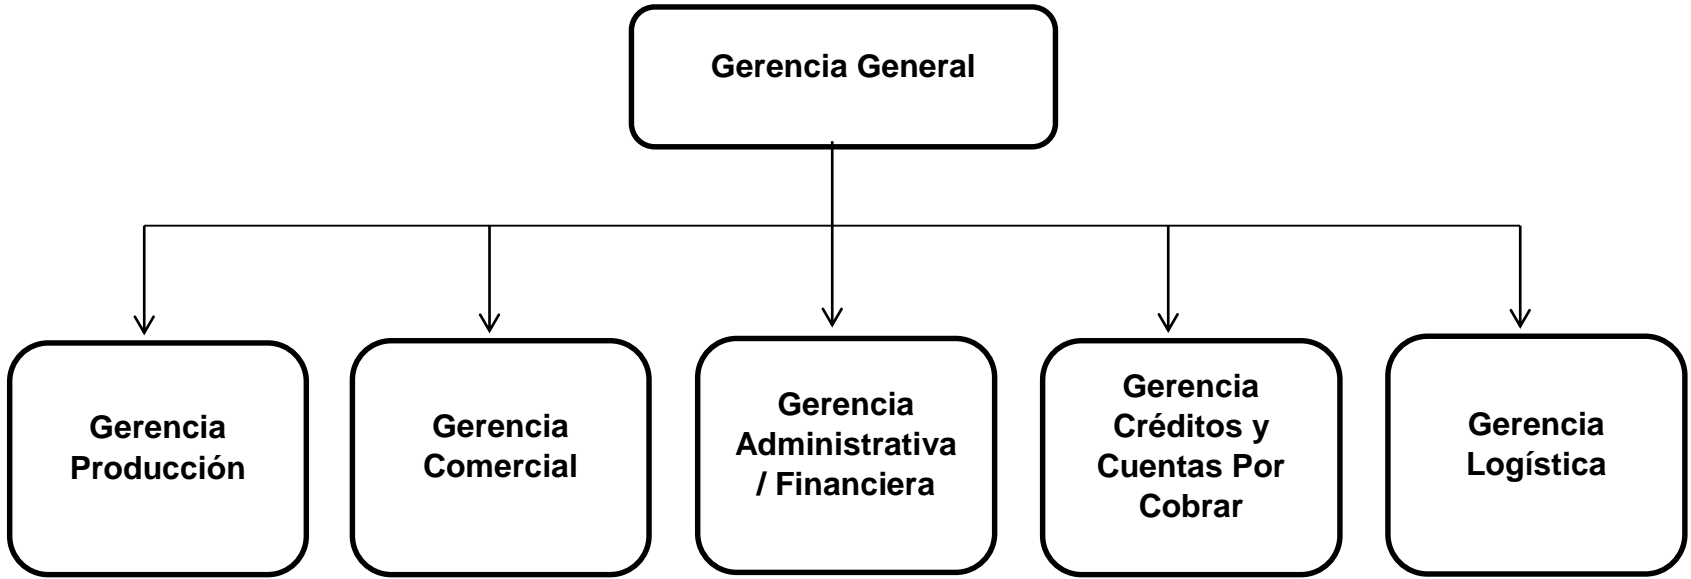 Gerencia General
Gerencia
Producción
Gerencia
Comercial
Gerencia
Administrativa
/ Financiera
Gerencia
Créditos y
Cuentas Por
Cobrar
Gerencia
Logística